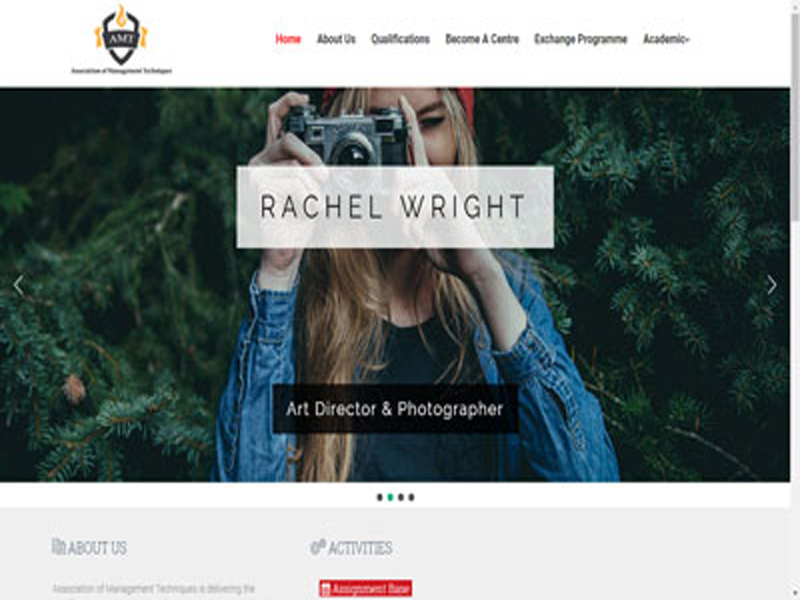 AMT
Association of Management Techniques
Home About Us Qualifications Become A Centre Exchange Programme Academic
RACHEL WRIGHT
Art Director & Photographer
ABOUT US
ACTIVITIES
Association of Management Techniques is delivering the
Assignment Base